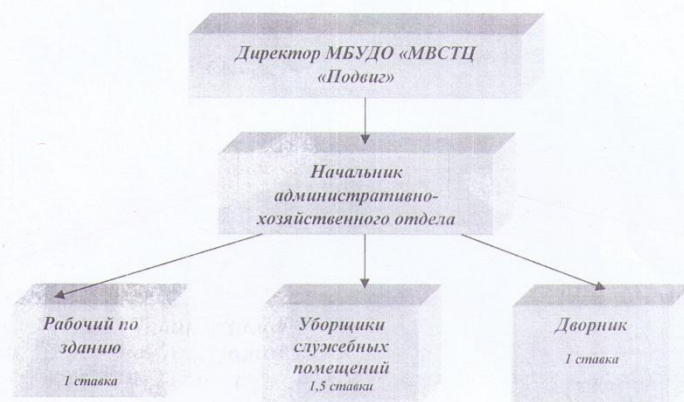 Директор МБУДО «МВСТЦ
«Подвиг»
Начальник
административно-
хозяйственного отдела
Рабочий по
зданию
1 ставка
Уборщики
служебных
помещений
1,5 ставки
Дворник
1 ставка